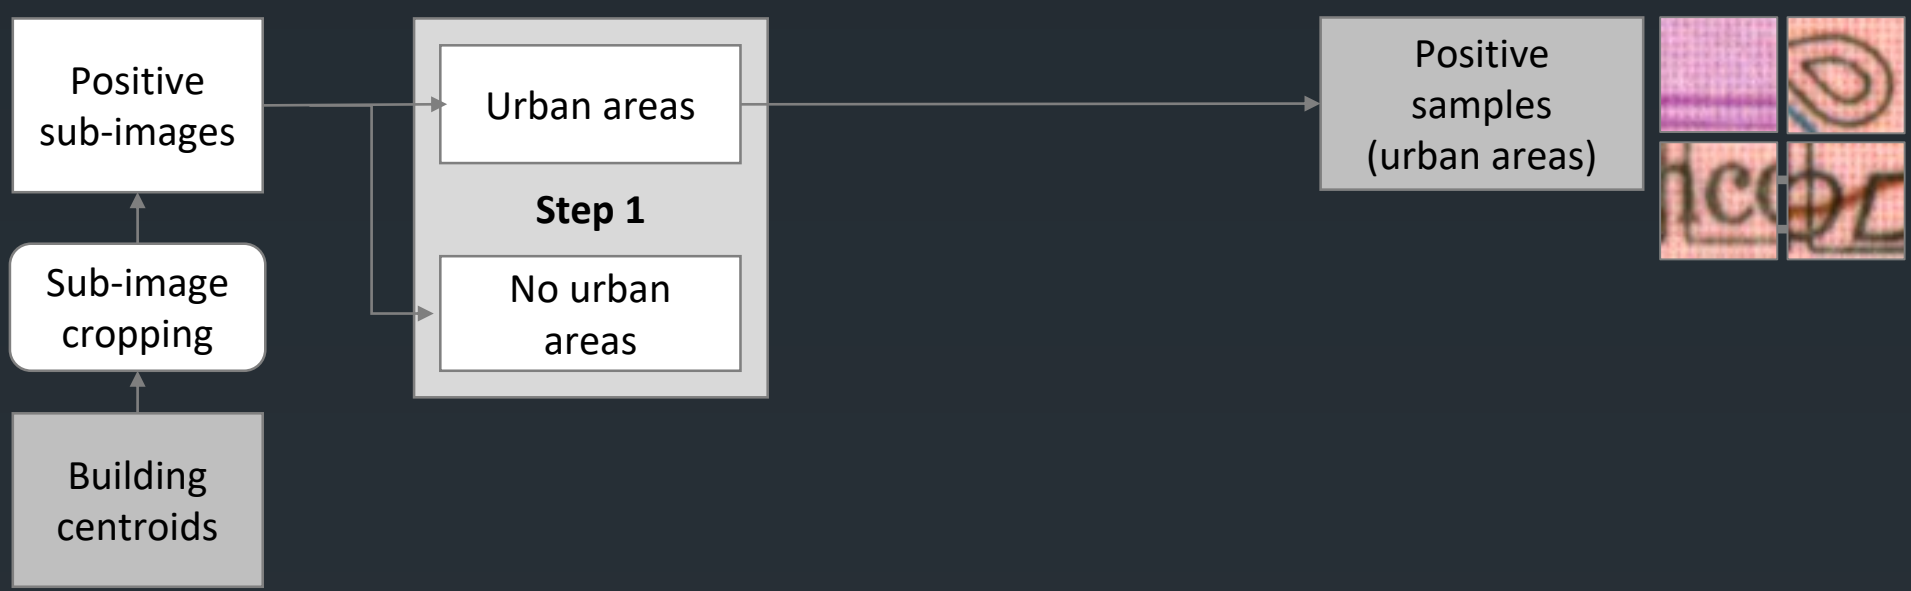 Positive
sub-images
Sub-image
cropping
Building
centroids
Urban areas
Step 1
No urban
areas
Positive
samples
(urban areas)